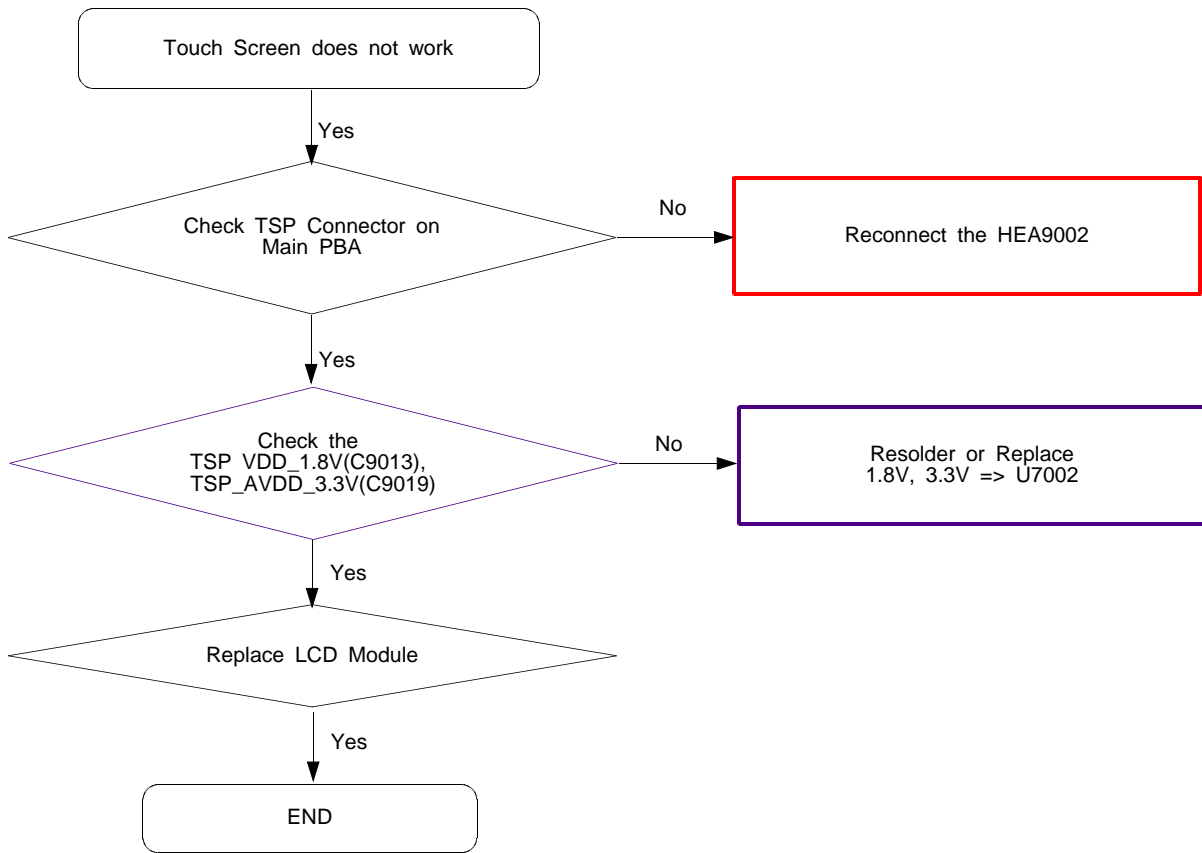 Touch Screen does not work
Yes
Check TSP Connector on
Main PBA
No
Reconnect the HEA9002
Yes
Check the
TSP VDD_1.8V(C9013),
TSP_AVDD_3.3V(C9019)
No
Resolder or Replace
1.8V, 3.3V => U7002
Yes
Replace LCD Module
Yes
END